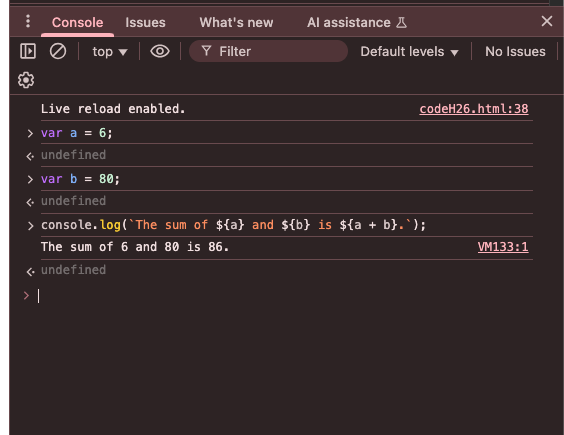 Console Issues What's new AI assistance
top Filter Default levels No Issues
Live reload enabled. codeH26.html:38
> var a = 6;
undefined
> var b = 80;
undefined
> console.log(`The sum of ${a} and ${b} is ${a + b}.`);
The sum of 6 and 80 is 86. VM133:1
undefined
>